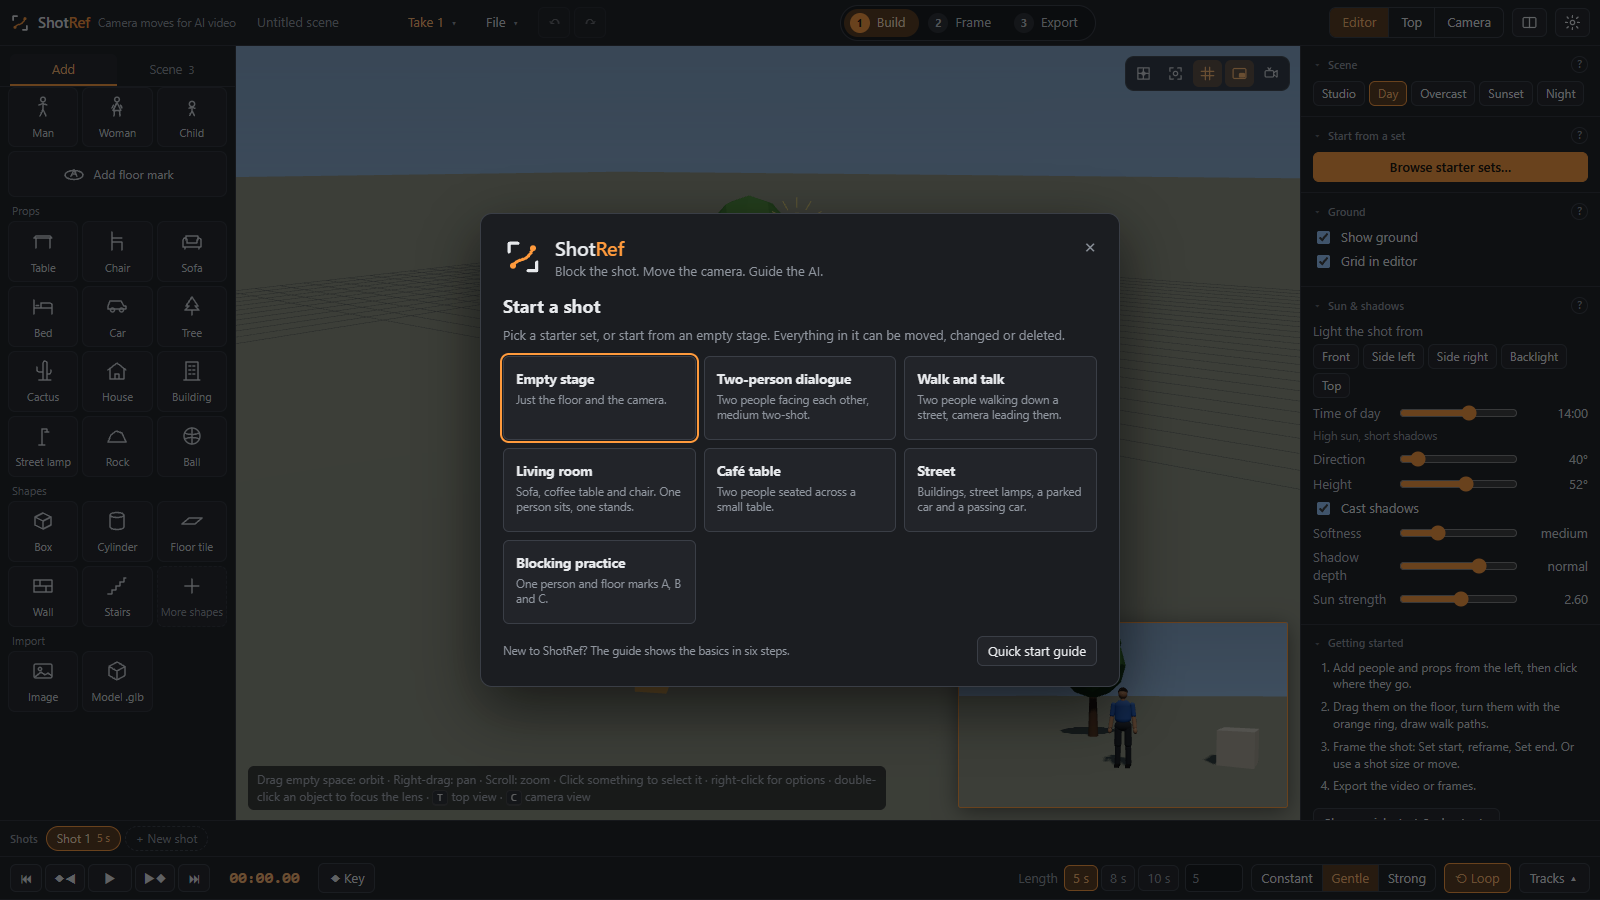 ShotRef Camera moves for AI video Untitled scene Take 1 File 1 Build 2 Frame 3 Export Editor Top Camera
Add Scene 3
Man Woman Child
Add floor mark
Props
Table Chair Sofa
Bed Car Tree
Cactus House Building
Street lamp Rock Ball
Shapes
Box Cylinder Floor tile
Wall Stairs More shapes
Import
Image Model .glb
ShotRef
Block the shot. Move the camera. Guide the AI.
Start a shot
Pick a starter set, or start from an empty stage. Everything in it can be moved, changed or deleted.
Empty stage
Just the floor and the camera.
Two-person dialogue
Two people facing each other,
medium two-shot.
Walk and talk
Two people walking down a
street, camera leading them.
Living room
Sofa, coffee table and chair. One
person sits, one stands.
Café table
Two people seated across a
small table.
Street
Buildings, street lamps, a parked
car and a passing car.
Blocking practice
One person and floor marks A, B
and C.
New to ShotRef? The guide shows the basics in six steps.
Quick start guide
Drag empty space: orbit · Right-drag: pan · Scroll: zoom · Click something to select it · right-click for options · double-
click an object to focus the lens · T top view · C camera view
Scene ?
Studio Day Overcast Sunset Night
Start from a set ?
Browse starter sets...
Ground ?
Show ground
Grid in editor
Sun & shadows ?
Light the shot from
Front Side left Side right Backlight
Top
Time of day 14:00
High sun, short shadows
Direction 40°
Height 52°
Cast shadows
Softness medium
Shadow
depth normal
Sun strength 2.60
Getting started
1. Add people and props from the left, then click
where they go.
2. Drag them on the floor, turn them with the
orange ring, draw walk paths.
3. Frame the shot: Set start, reframe, Set end. Or
use a shot size or move.
4. Export the video or frames.
Shots Shot 1 5 s + New shot
00:00.00 Key Length 5 s 8 s 10 s 5 Constant Gentle Strong Loop Tracks